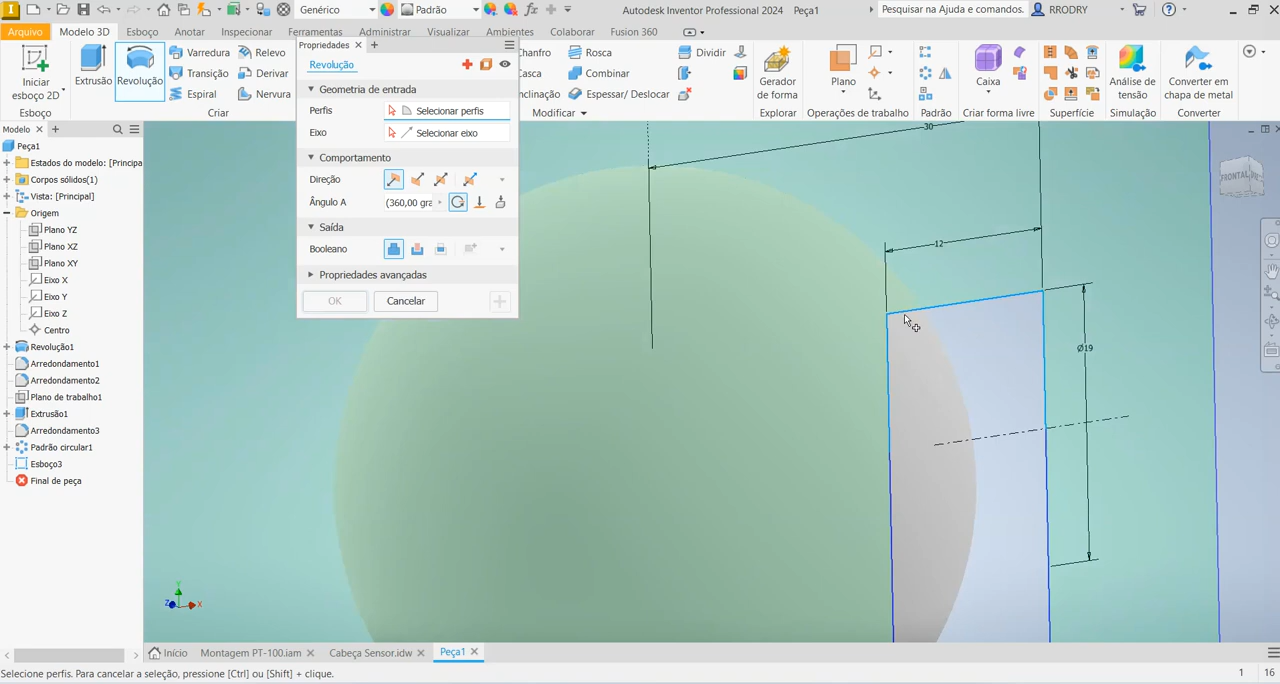 Genérico
Padrão
Autodesk Inventor Professional 2024
Peça1
Pesquisar na Ajuda e comandos.
RRODRY
Arquivo
Modelo 3D
Esboço
Anotar
Inspecionar
Ferramentas
Administrar
Visualizar
Ambientes
Colaborar
Fusion 360
Iniciar
esboço 2D
Esboço
Extrusão
Revolução
Varredura
Transição
Espiral
Relevo
Derivar
Nervura
Criar
Propriedades
Revolução
Geometria de entrada
Perfis
Selecionar perfis
Eixo
Selecionar eixo
Comportamento
Direção
Ângulo A
(360,00 gra
Saída
Booleano
Propriedades avançadas
OK
Cancelar
Rosca
Combinar
Espessar/ Deslocar
Dividir
Modificar
Gerador
de forma
Explorar
Plano
Operações de trabalho
Padrão
Caixa
Criar forma livre
Superfície
Análise de
tensão
Simulação
Converter em
chapa de metal
Converter
Modelo
Peça1
Estados do modelo: [Principa
Corpos sólidos(1)
Vista: [Principal]
Origem
Plano YZ
Plano XZ
Plano XY
Eixo X
Eixo Y
Eixo Z
Centro
Revolução1
Arredondamento1
Arredondamento2
Plano de trabalho1
Extrusão1
Arredondamento3
Padrão circular1
Esboço3
Final de peça
30
12
Ø19
FRONTAL
Y
Z
X
Início
Montagem PT-100.iam
Cabeça Sensor.idw
Peça1
Selecione perfis. Para cancelar a seleção, pressione [Ctrl] ou [Shift] + clique.
1
16